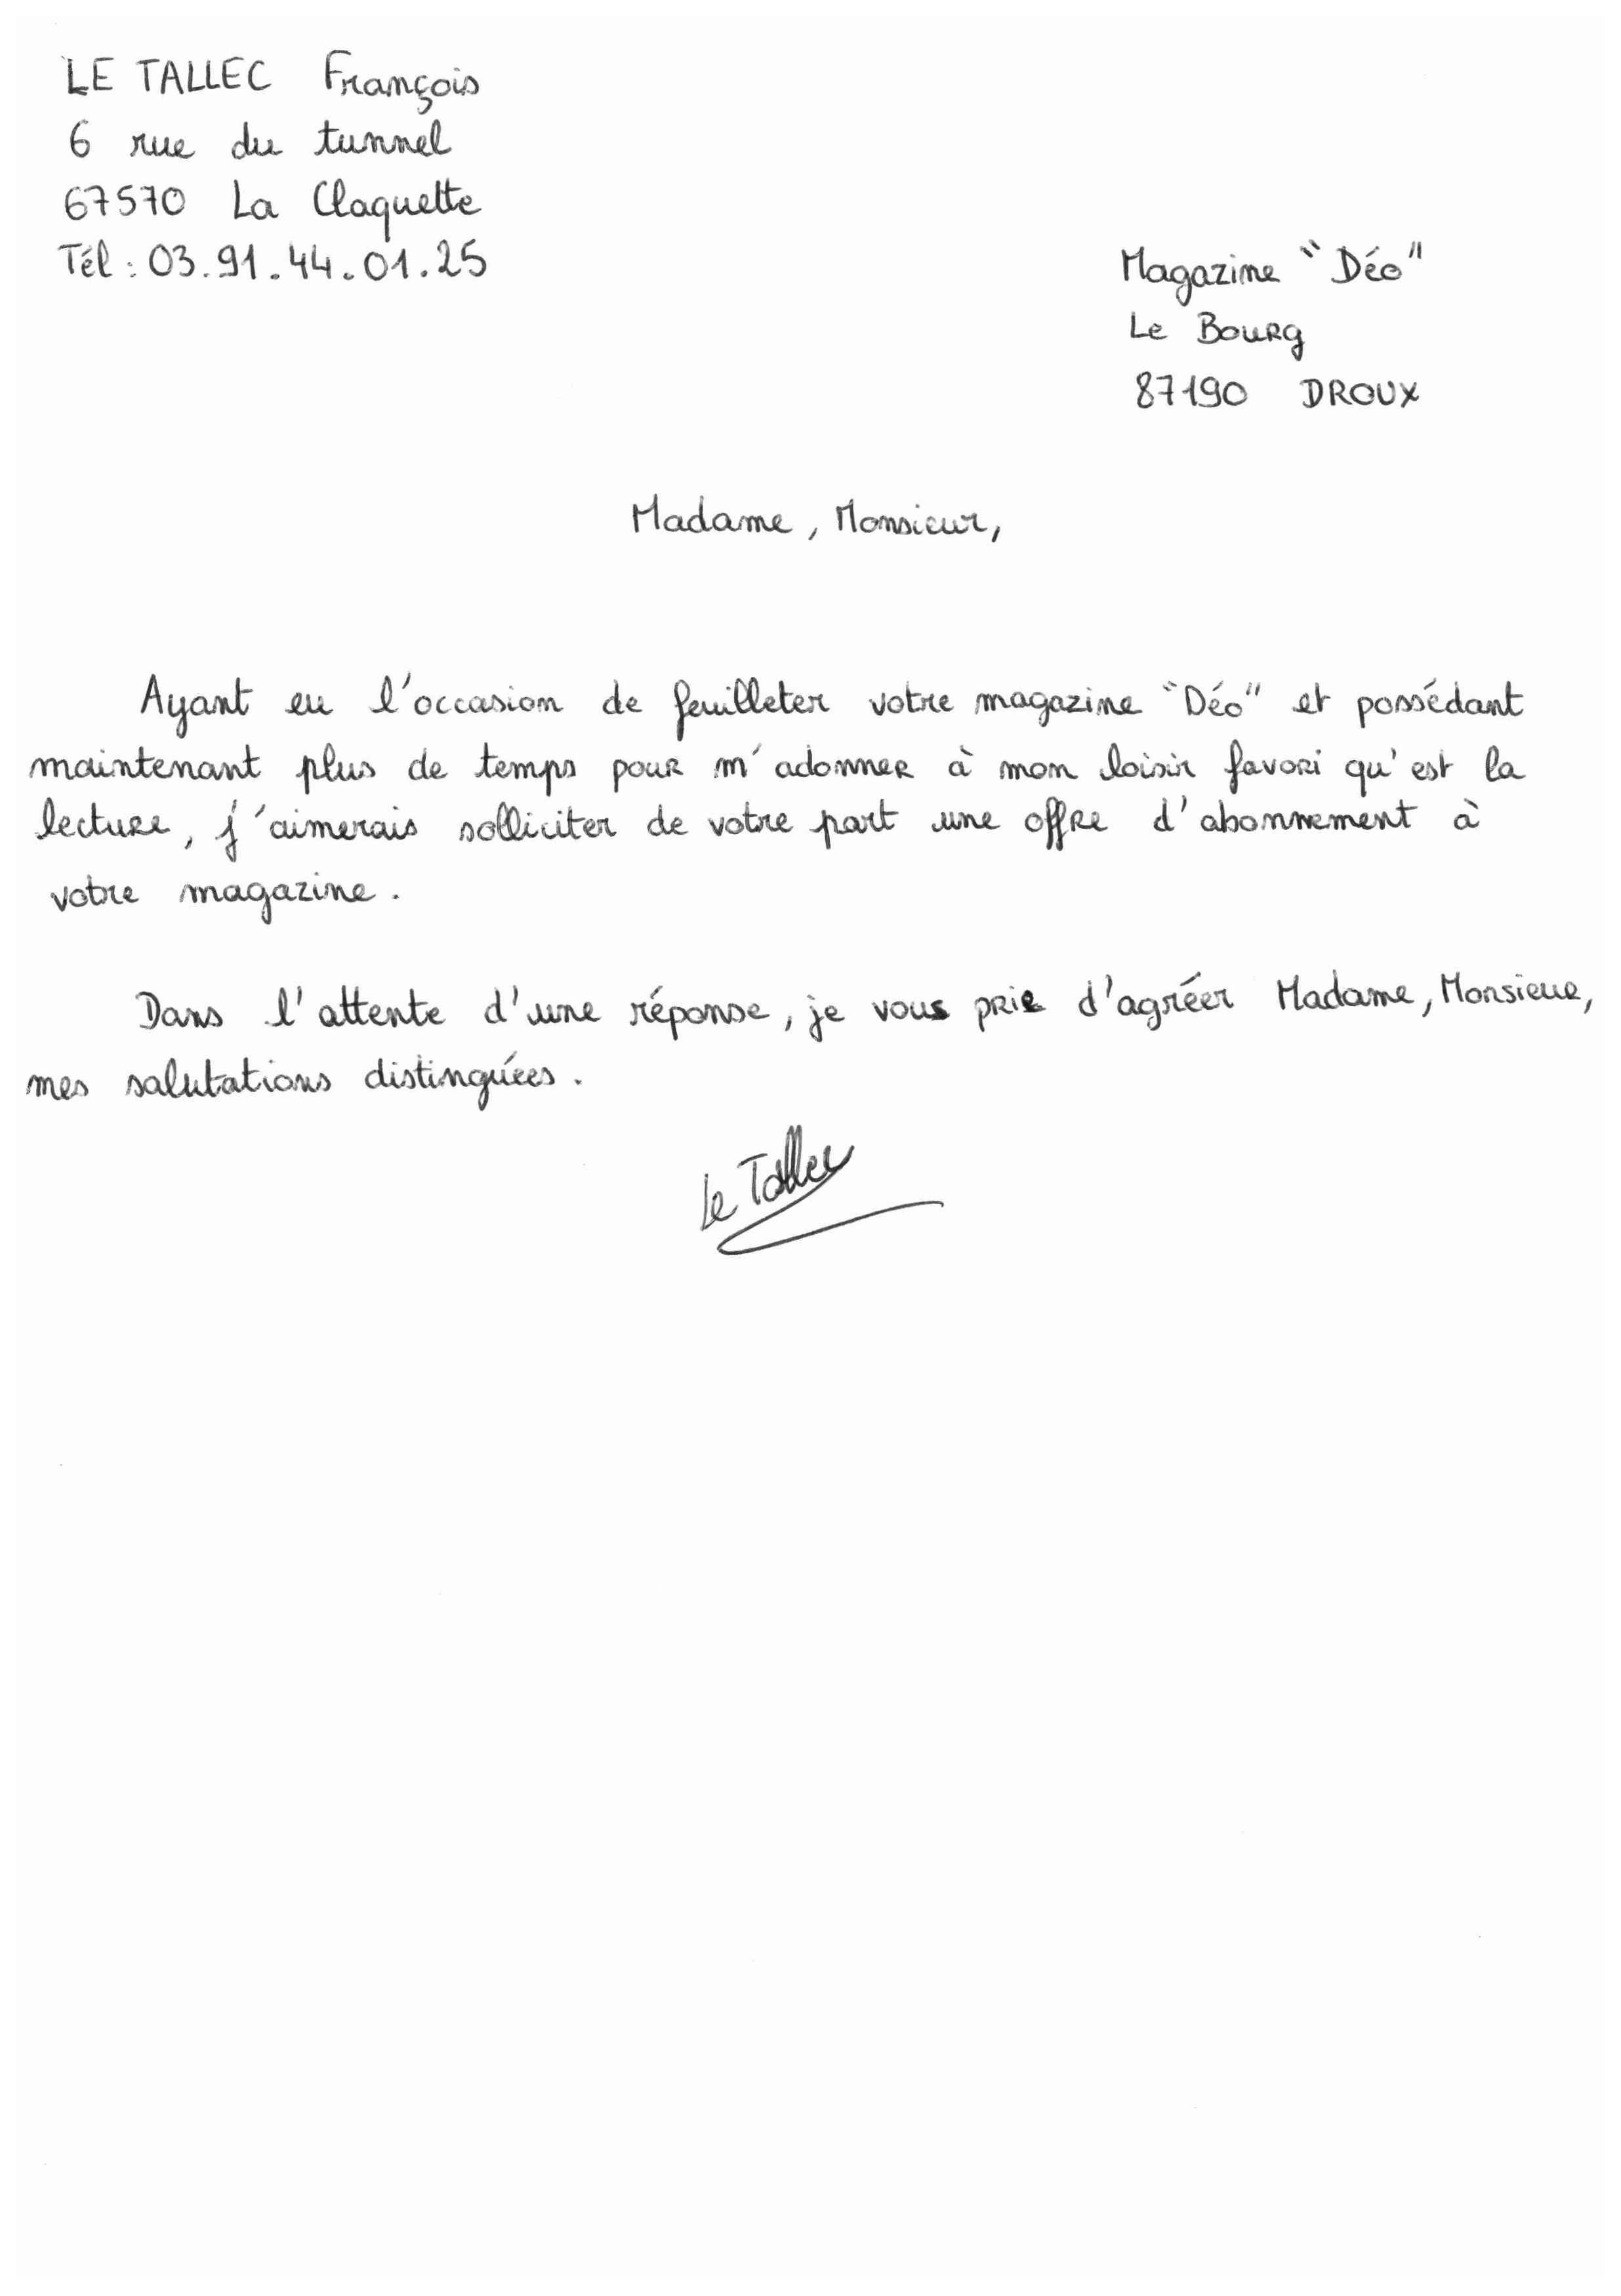 LE TALLEC François
6 rue du tunnel
67570 La Claquette
Tél : 03.91.44.01.25
Magazine "Déo"
Le Bourg
87190 DROUX
Madame, Monsieur,
Ayant eu l'occasion de feuilleter votre magazine "Déo" et possédant
maintenant plus de temps pour m'adonner à mon loisir favori qu'est la
lecture, j'aimerais solliciter de votre part une offre d'abonnement à
votre magazine.
Dans l'attente d'une réponse, je vous prie d'agréer Madame, Monsieur,
mes salutations distinguées.
Le Tallec